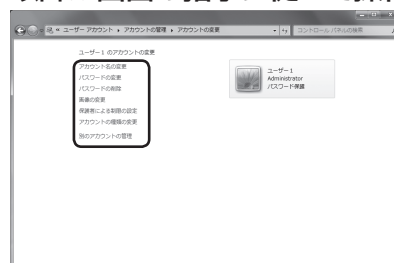 « ユーザー アカウント ▸ アカウントの管理 ▸ アカウントの変更
コントロール パネルの検索
ユーザー 1 のアカウントの変更
アカウント名の変更
パスワードの変更
パスワードの削除
画像の変更
保護者による制限の設定
アカウントの種類の変更
別のアカウントの管理
ユーザー 1
Administrator
パスワード保護